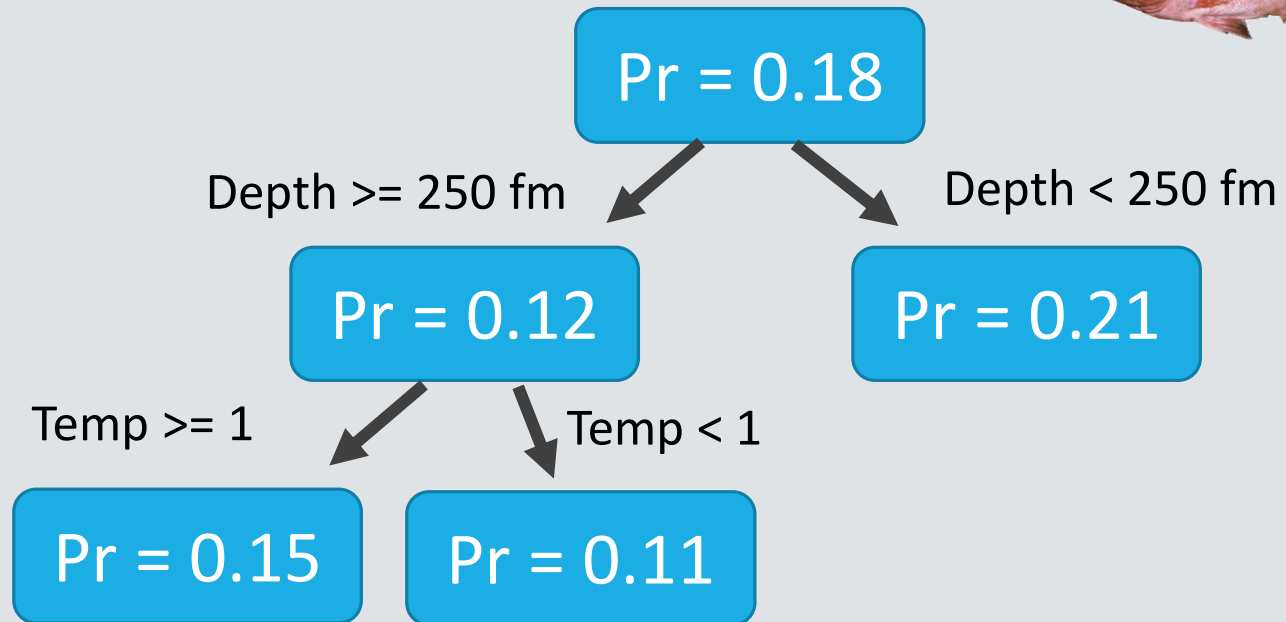 Pr = 0.18
Depth >= 250 fm
Depth < 250 fm
Pr = 0.12
Pr = 0.21
Temp >= 1
Temp < 1
Pr = 0.15
Pr = 0.11